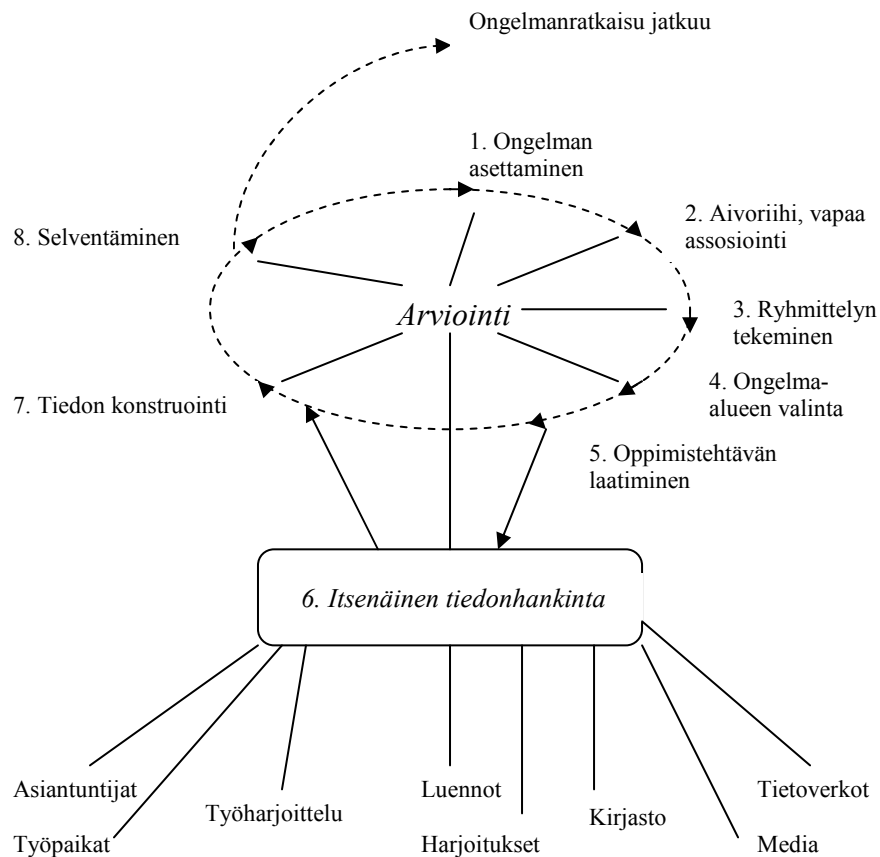 Ongelmanratkaisu jatkuu
1. Ongelman
asettaminen
2. Aivoriihi, vapaa
assosiointi
8. Selventäminen
Arviointi
3. Ryhmittelyn
tekeminen
4. Ongelma-
alueen valinta
7. Tiedon konstruointi
5. Oppimistehtävän
laatiminen
6. Itsenäinen tiedonhankinta
Asiantuntijat
Työpaikat
Työharjoittelu
Luennot
Harjoitukset
Kirjasto
Tietoverkot
Media